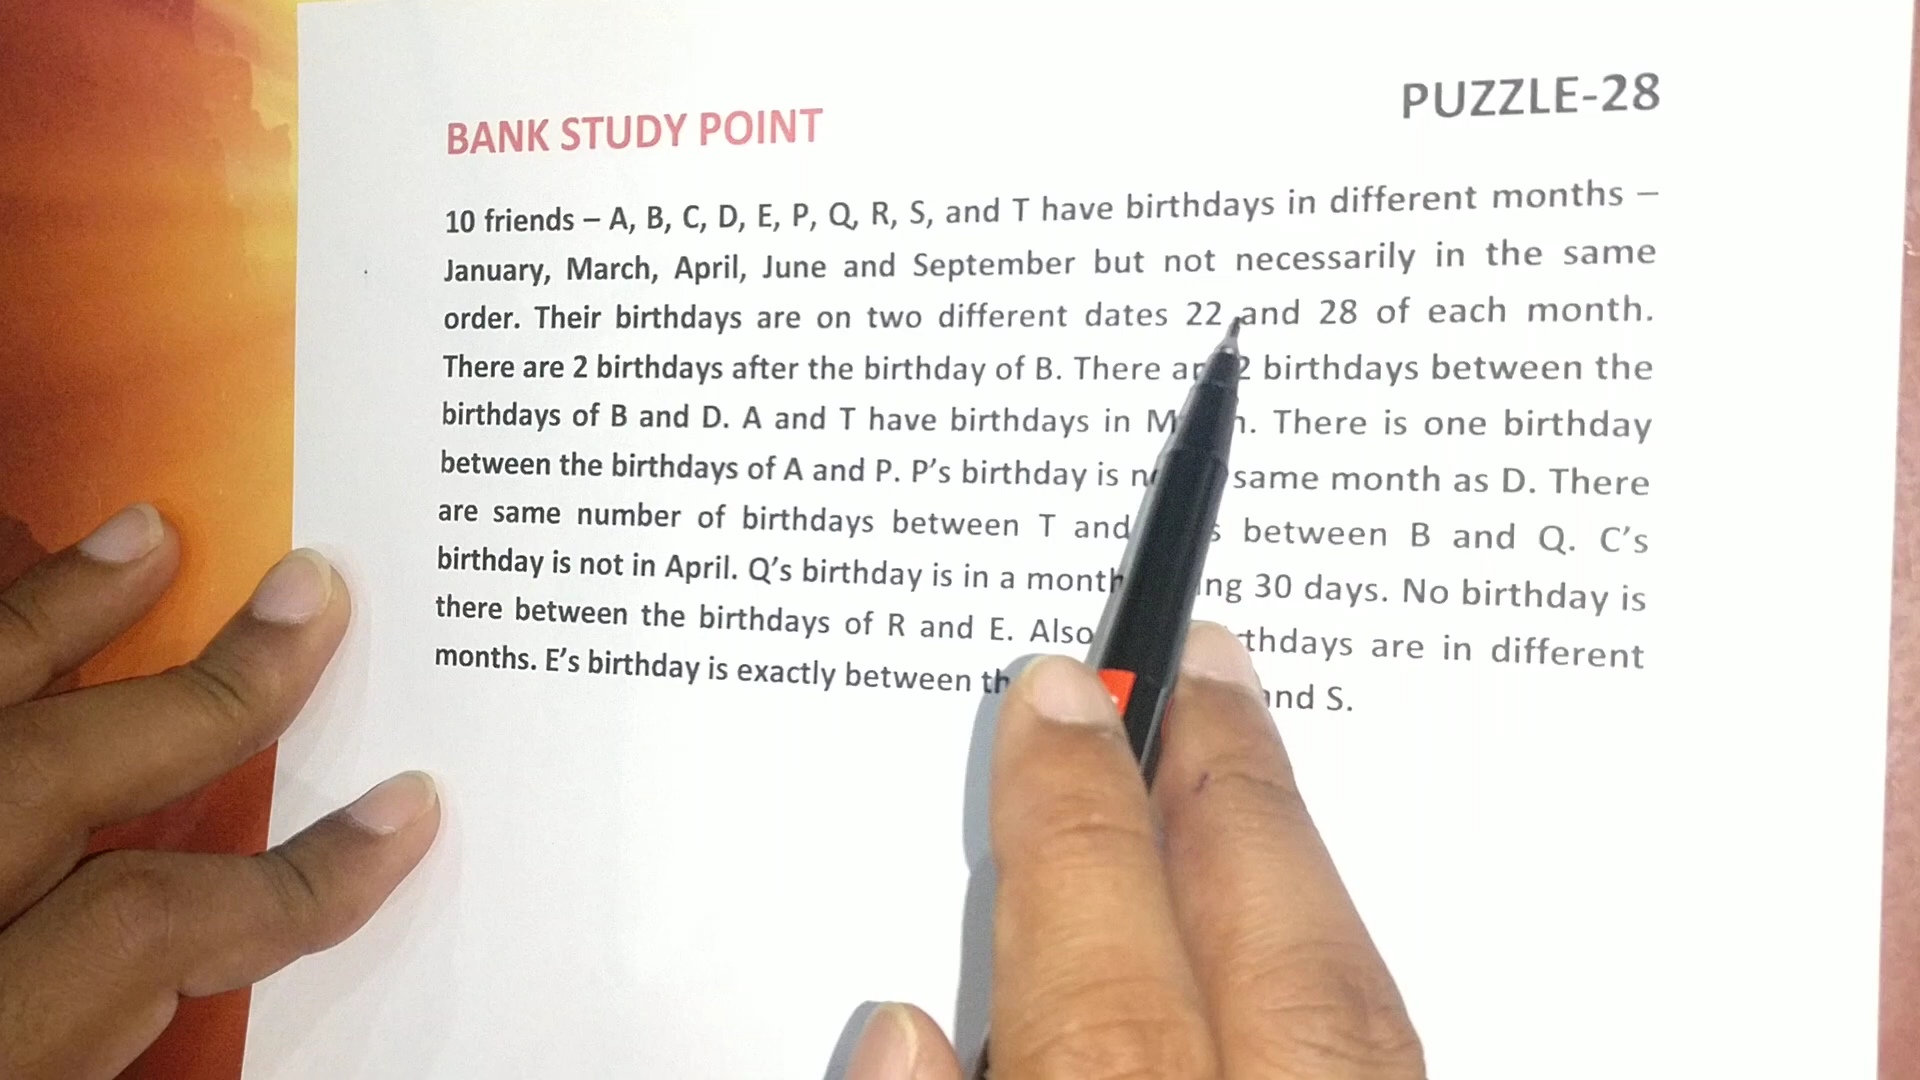 PUZZLE-28
BANK STUDY POINT
10 friends – A, B, C, D, E, P, Q, R, S, and T have birthdays in different months –
January, March, April, June and September but not necessarily in the same
order. Their birthdays are on two different dates 22 and 28 of each month.
There are 2 birthdays after the birthday of B. There 2 birthdays between the
birthdays of B and D. A and T have birthdays in There is one birthday
between the birthdays of A and P. P's birthday is same month as D. There
are same number of birthdays between T and between B and Q. C's
birthday is not in April. Q's birthday is in a month 30 days. No birthday is
there between the birthdays of R and E. Also are in different
months. E's birthday is exactly between and S.